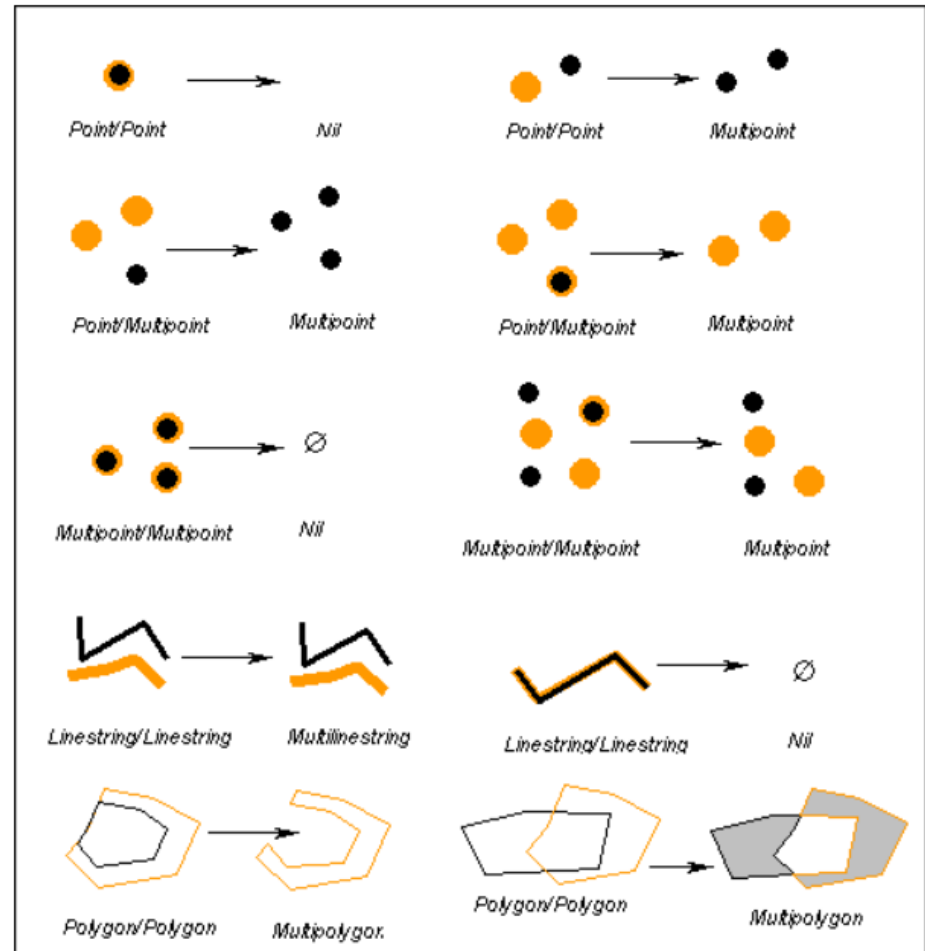 Point/Point
Nil
Point/Point
Multipoint
Point/Multipoint
Multipoint
Point/Multipoint
Multipoint
∅
Multipoint/Multipoint
Nil
Multipoint/Multipoint
Multipoint
Linestring/Linestring
Multilinestring
∅
Linestring/Linestring
Nil
Polygon/Polygon
Multipolygon.
Polygon/Polygon
Multipolygon